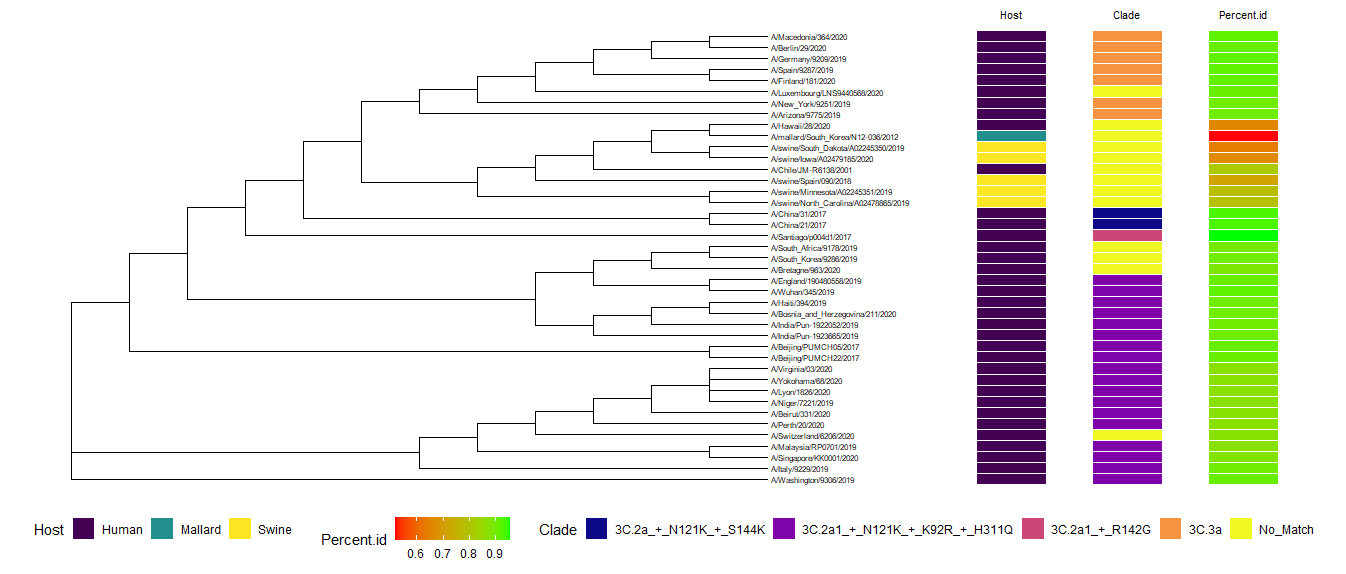 Host Clade Percent.id
A/Macedonia/364/2020
A/Berlin/29/2020
A/Germany/9209/2019
A/Spain/9287/2019
A/Finland/181/2020
A/Luxembourg/LNS9440568/2020
A/New_York/9251/2019
A/Arizona/9775/2019
A/Hawaii/28/2020
A/mallard/South_Korea/N12-036/2012
A/swine/South_Dakota/A02245350/2019
A/swine/Iowa/A02479185/2020
A/Chile/JM-R6138/2001
A/swine/Spain/090/2018
A/swine/Minnesota/A02245351/2019
A/swine/North_Carolina/A02478865/2019
A/China/31/2017
A/China/21/2017
A/Santiago/p004d1/2017
A/South_Africa/9178/2019
A/South_Korea/9286/2019
A/Bretagne/963/2020
A/England/190480558/2019
A/Wuhan/345/2019
A/Haiti/394/2019
A/Bosnia_and_Herzegovina/211/2020
A/India/Pun-1922052/2019
A/India/Pun-1923665/2019
A/Beijing/PUMCH05/2017
A/Beijing/PUMCH22/2017
A/Virginia/03/2020
A/Yokohama/68/2020
A/Lyon/1826/2020
A/Niger/7221/2019
A/Beirut/331/2020
A/Perth/20/2020
A/Switzerland/6206/2020
A/Malaysia/RP0701/2019
A/Singapore/KK0001/2020
A/Italy/9229/2019
A/Washington/9306/2019
Host Human Mallard Swine
Percent.id
0.6 0.7 0.8 0.9
Clade 3C.2a_+_N121K_+_S144K 3C.2a1_+_N121K_+_K92R_+_H311Q 3C.2a1_+_R142G 3C.3a No_Match